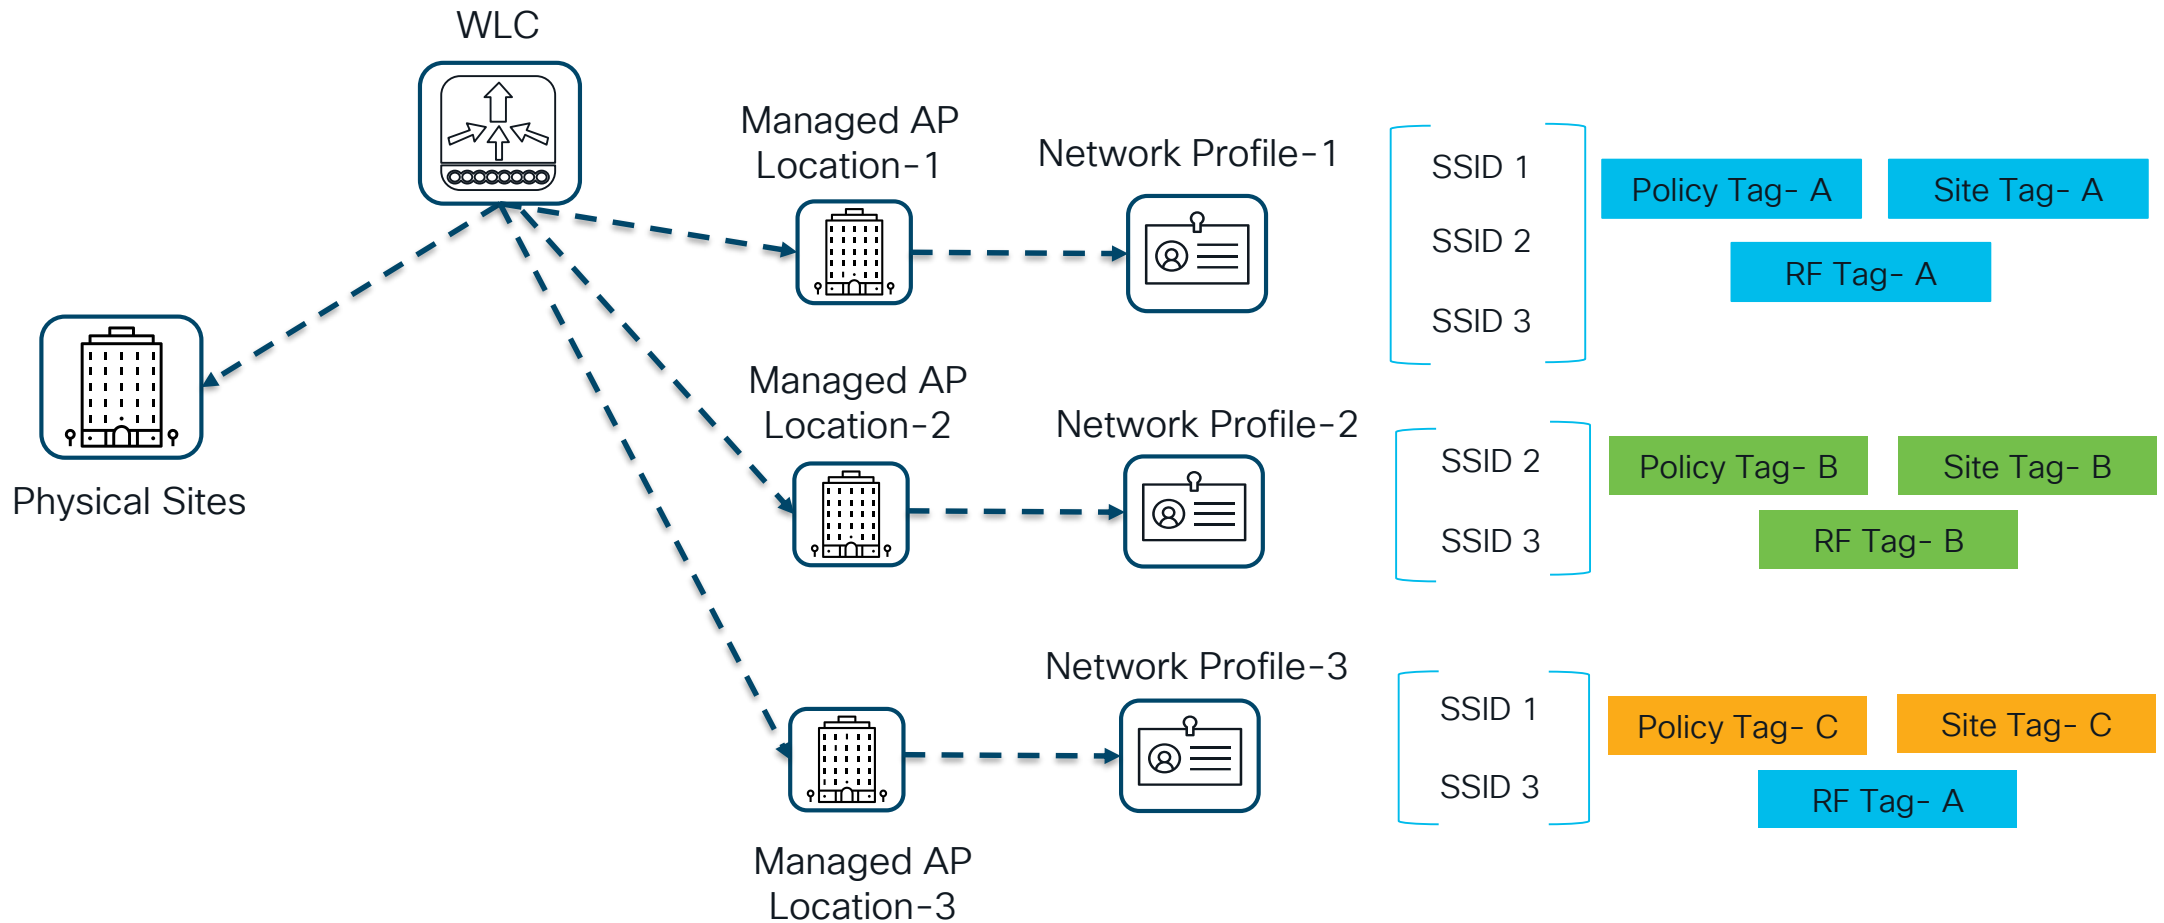 WLC
Managed AP
Location-1
Network Profile-1
SSID 1
SSID 2
SSID 3
Policy Tag- A
Site Tag- A
RF Tag- A
Physical Sites
Managed AP
Location-2
Network Profile-2
SSID 2
SSID 3
Policy Tag- B
Site Tag- B
RF Tag- B
Network Profile-3
SSID 1
SSID 3
Policy Tag- C
Site Tag- C
RF Tag- A
Managed AP
Location-3